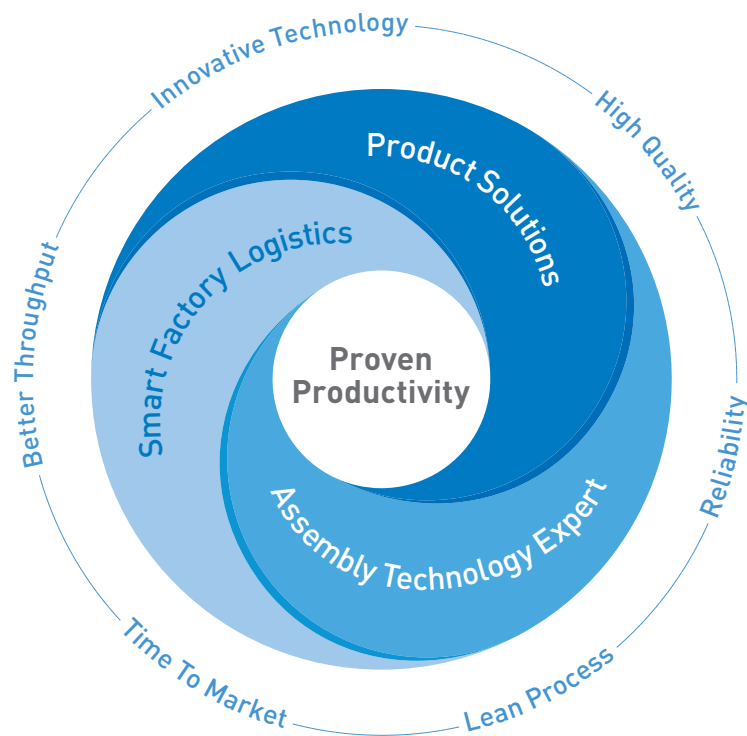 Innovative Technology
High Quality
Product Solutions
Smart Factory Logistics
Better Throughput
Proven
Productivity
Reliability
Assembly Technology Expert
Time To Market
Lean Process